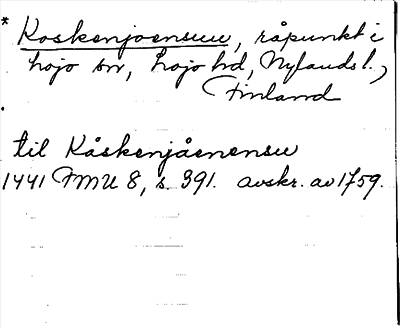 * Koskenjoensuu, råpunkt i
Lojo sn, Lojo hd, Nylands l.,
Finland
til Kåskenjåenensu
1441 FMU 8, s. 391. avskr. av 1759.